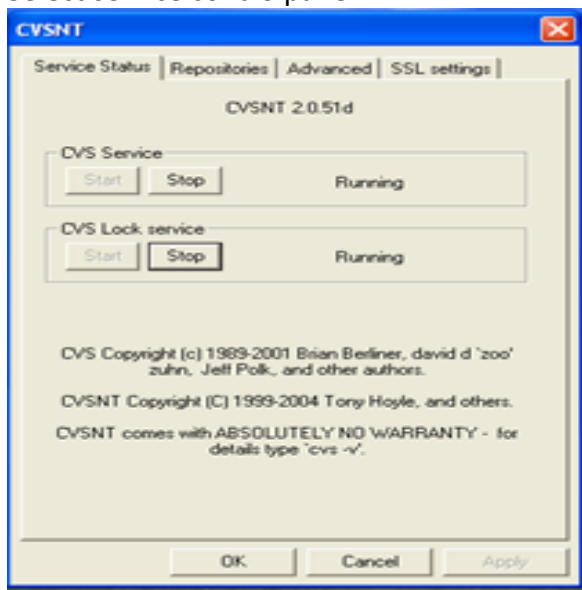 CVSNT
Service Status Repositories Advanced SSL settings
CVSNT 2.0.51d
CVS Service
Start Stop Running
CVS Lock service
Start Stop Running
CVS Copyright (c) 1989-2001 Brian Berliner, david d `zoo'
zuhn, Jeff Polk, and other authors.
CVSNT Copyright (C) 1999-2004 Tony Hoyle, and others.
CVSNT comes with ABSOLUTELY NO WARRANTY - for
details type `cvs -v'.
OK Cancel Apply